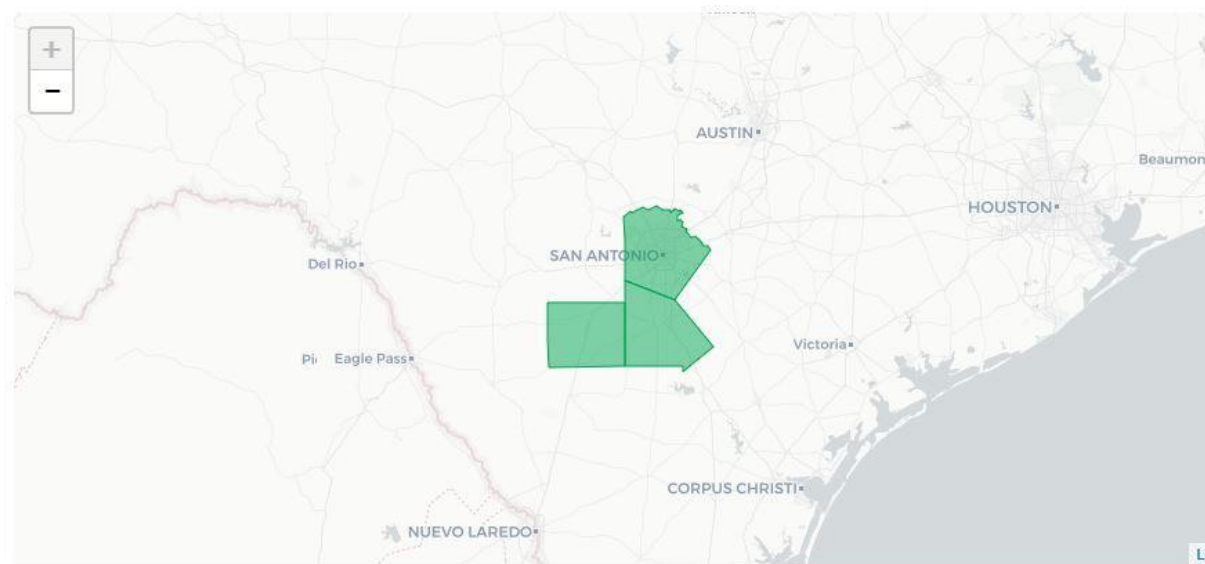 +
−
AUSTIN
Beaumon
HOUSTON
SAN ANTONIO
Del Rio
Victoria
Pi
Eagle Pass
CORPUS CHRISTI
NUEVO LAREDO
L